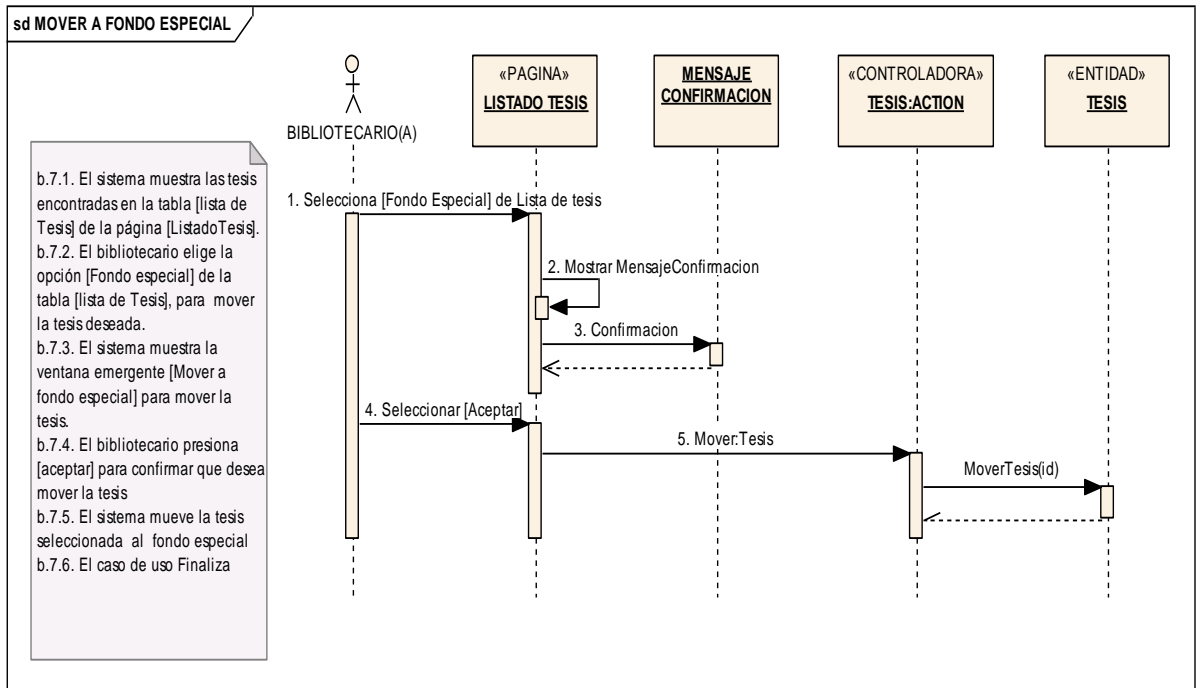 sd MOVER A FONDO ESPECIAL
«PAGINA»
LISTADO TESIS
MENSAJE
CONFIRMACION
«CONTROLADORA»
TESIS:ACTION
«ENTIDAD»
TESIS
BIBLIOTECARIO(A)
b.7.1. El sistema muestra las tesis
encontradas en la tabla [lista de
Tesis] de la página [ListadoTesis].
b.7.2. El bibliotecario elige la
opción [Fondo especial] de la
tabla [lista de Tesis], para mover
la tesis deseada.
b.7.3. El sistema muestra la
ventana emergente [Mover a
fondo especial] para mover la
tesis.
b.7.4. El bibliotecario presiona
[aceptar] para confirmar que desea
mover la tesis
b.7.5. El sistema mueve la tesis
seleccionada al fondo especial
b.7.6. El caso de uso Finaliza
1. Selecciona [Fondo Especial] de Lista de tesis
2. Mostrar MensajeConfirmacion
3. Confirmacion
4. Seleccionar [Aceptar]
5. Mover:Tesis
MoverTesis(id)